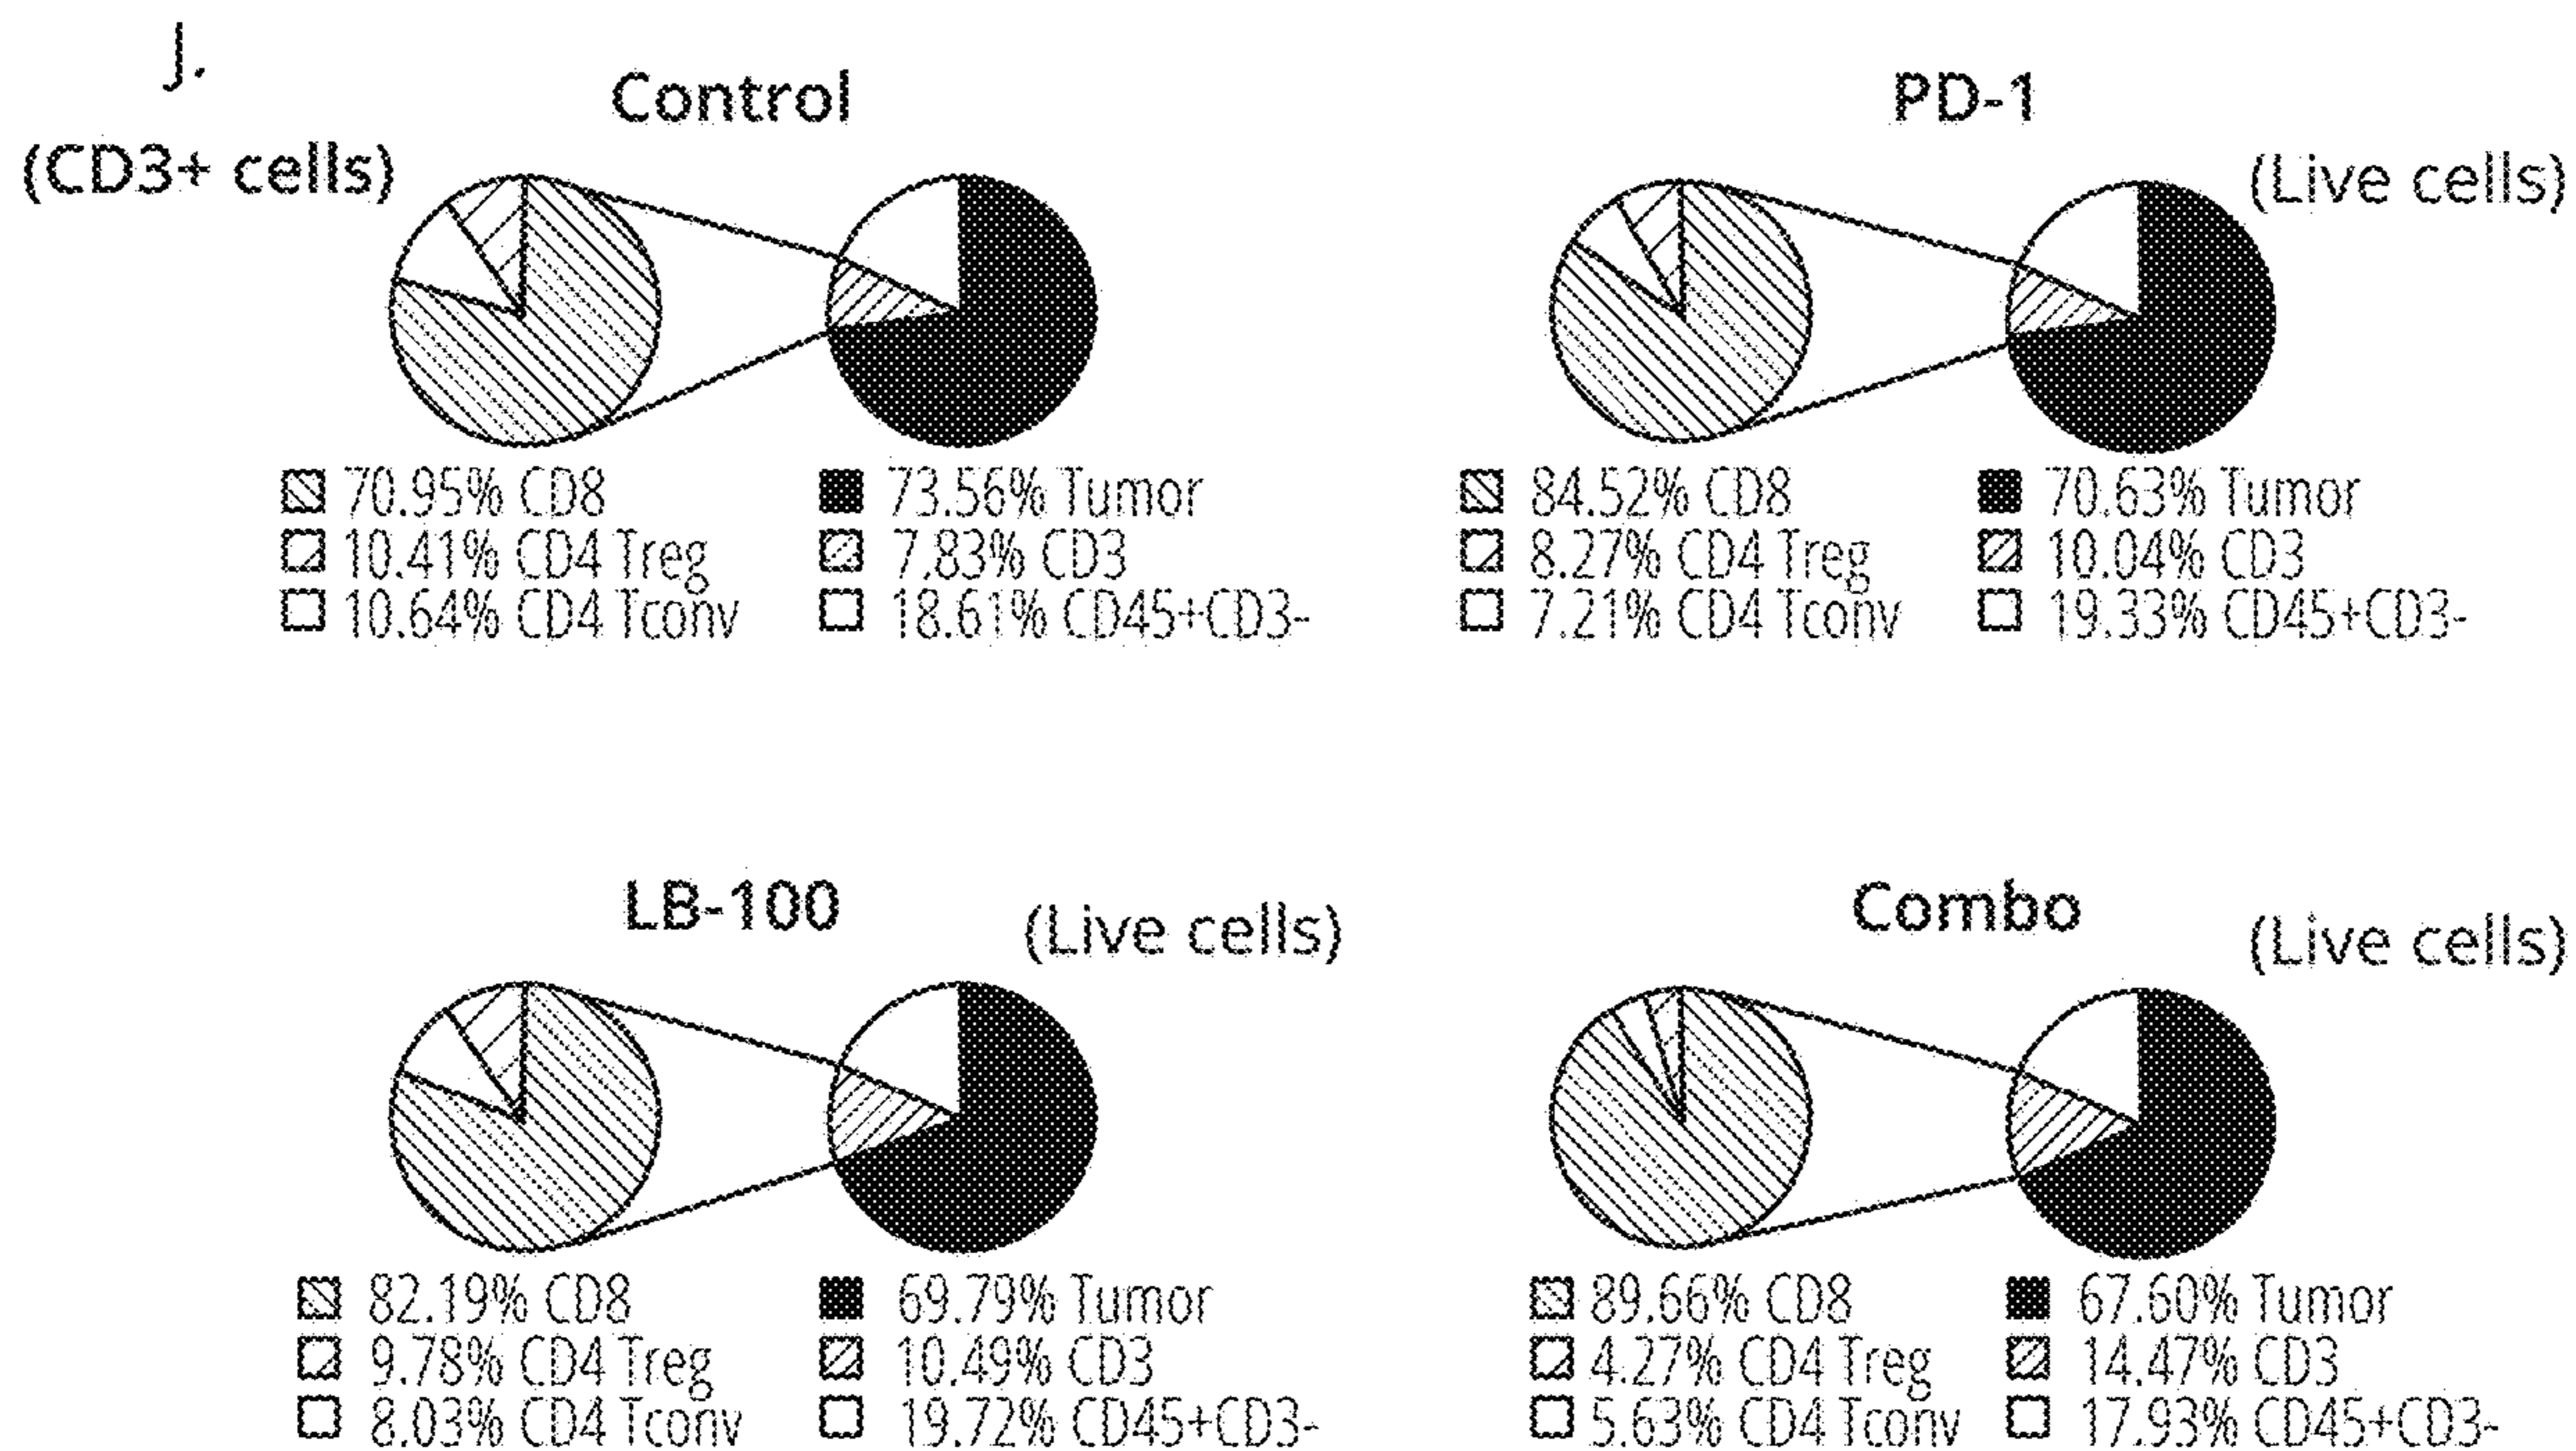 J.
Control
(CD3+ cells)
70.95% CD8
10.41% CD4 Treg
10.64% CD4 Tconv
73.56% Tumor
7.83% CD3
18.61% CD45+CD3-
PD-1
(Live cells)
84.52% CD8
8.27% CD4 Treg
7.21% CD4 Tconv
70.63% Tumor
10.04% CD3
19.33% CD45+CD3-
LB-100
(Live cells)
82.19% CD8
9.78% CD4 Treg
8.03% CD4 Tconv
69.79% Tumor
10.49% CD3
19.72% CD45+CD3-
Combo
(Live cells)
89.66% CD8
4.27% CD4 Treg
5.63% CD4 Tconv
67.60% Tumor
14.47% CD3
17.93% CD45+CD3-